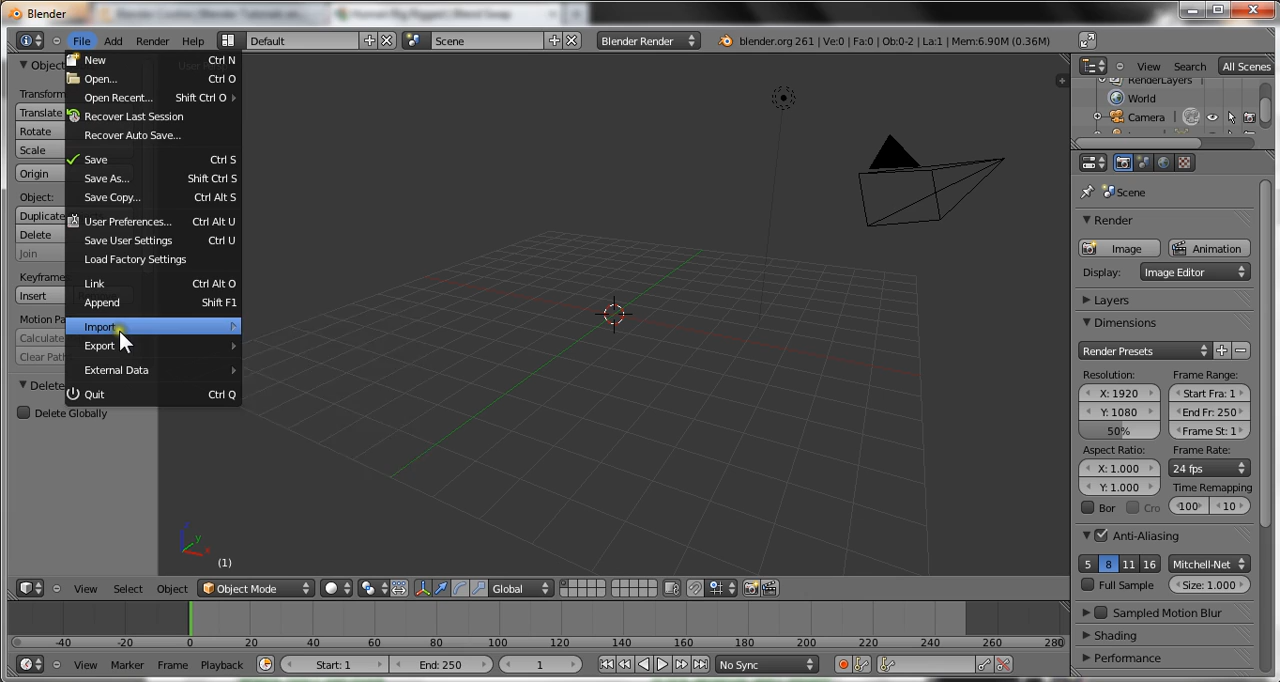 Blender
File Add Render Help Default Scene Blender Render blender.org 261 | Ve:0 | Fa:0 | Ob:0-2 | La:1 | Mem:6.90M (0.36M)
New Ctrl N
Open... Ctrl O
Open Recent... Shift Ctrl O
Recover Last Session
Recover Auto Save...
Save Ctrl S
Save As... Shift Ctrl S
Save Copy... Ctrl Alt S
User Preferences... Ctrl Alt U
Save User Settings Ctrl U
Load Factory Settings
Link Ctrl Alt O
Append Shift F1
Import
Export
External Data
Quit Ctrl Q
Object
Transform
Translate
Rotate
Scale
Origin
Object:
Duplicate
Delete
Join
Keyframe
Insert
Motion Pa
Calculate
Clear Path
Delete
Delete Globally
(1)
y
x
View Select Object Object Mode Global
-40 -20 0 20 40 60 80 100 120 140 160 180 200 220 240 260 280
View Marker Frame Playback Start: 1 End: 250 1 No Sync
View Search All Scenes
RenderLayers
World
Camera
Scene
Render
Image Animation
Display: Image Editor
Layers
Dimensions
Render Presets
Resolution: Frame Range:
X: 1920 Start Fra: 1
Y: 1080 End Fr: 250
50% Frame St: 1
Aspect Ratio: Frame Rate:
X: 1.000 24 fps
Y: 1.000 Time Remapping
Bor Cro 100 10
Anti-Aliasing
5 8 11 16 Mitchell-Net
Full Sample Size: 1.000
Sampled Motion Blur
Shading
Performance